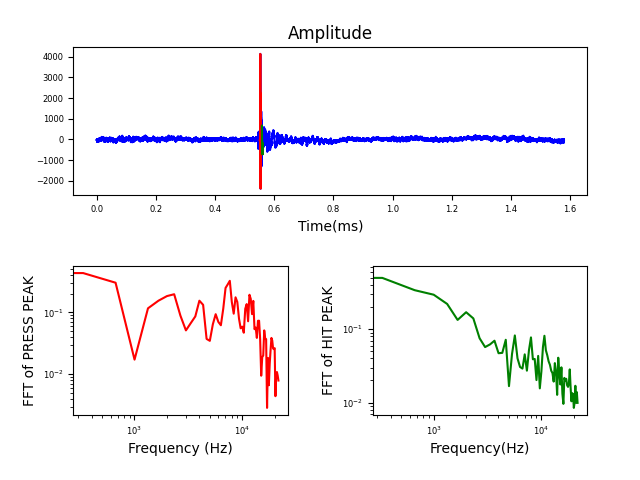 Amplitude
4000
3000
2000
1000
0
−1000
−2000
0.0 0.2 0.4 0.6 0.8 1.0 1.2 1.4 1.6
Time(ms)
FFT of PRESS PEAK
10⁻¹
10⁻²
10³ 10⁴
Frequency (Hz)
FFT of HIT PEAK
10⁻¹
10⁻²
10³ 10⁴
Frequency(Hz)